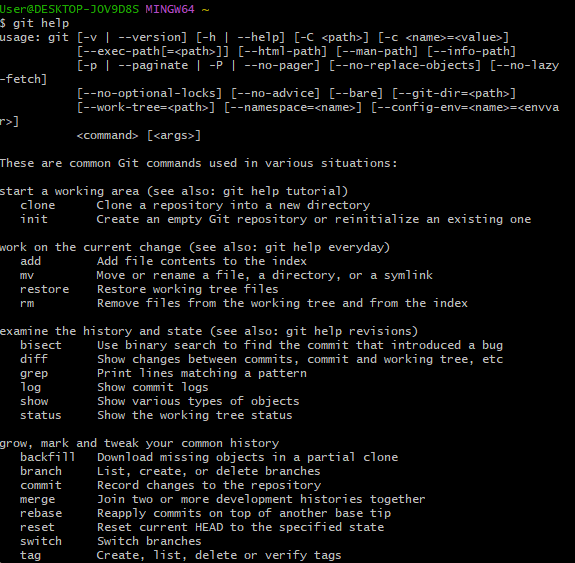 User@DESKTOP-JOV9D8S MINGW64 ~
$ git help
usage: git [-v | --version] [-h | --help] [-C <path>] [-c <name>=<value>]
           [--exec-path[=<path>]] [--html-path] [--man-path] [--info-path]
           [-p | --paginate | -P | --no-pager] [--no-replace-objects] [--no-lazy
-fetch]
           [--no-optional-locks] [--no-advice] [--bare] [--git-dir=<path>]
           [--work-tree=<path>] [--namespace=<name>] [--config-env=<name>=<envva
r>]
           <command> [<args>]

These are common Git commands used in various situations:

start a working area (see also: git help tutorial)
   clone      Clone a repository into a new directory
   init       Create an empty Git repository or reinitialize an existing one

work on the current change (see also: git help everyday)
   add        Add file contents to the index
   mv         Move or rename a file, a directory, or a symlink
   restore    Restore working tree files
   rm         Remove files from the working tree and from the index

examine the history and state (see also: git help revisions)
   bisect     Use binary search to find the commit that introduced a bug
   diff       Show changes between commits, commit and working tree, etc
   grep       Print lines matching a pattern
   log        Show commit logs
   show       Show various types of objects
   status     Show the working tree status

grow, mark and tweak your common history
   backfill   Download missing objects in a partial clone
   branch     List, create, or delete branches
   commit     Record changes to the repository
   merge      Join two or more development histories together
   rebase     Reapply commits on top of another base tip
   reset      Reset current HEAD to the specified state
   switch     Switch branches
   tag        Create, list, delete or verify tags